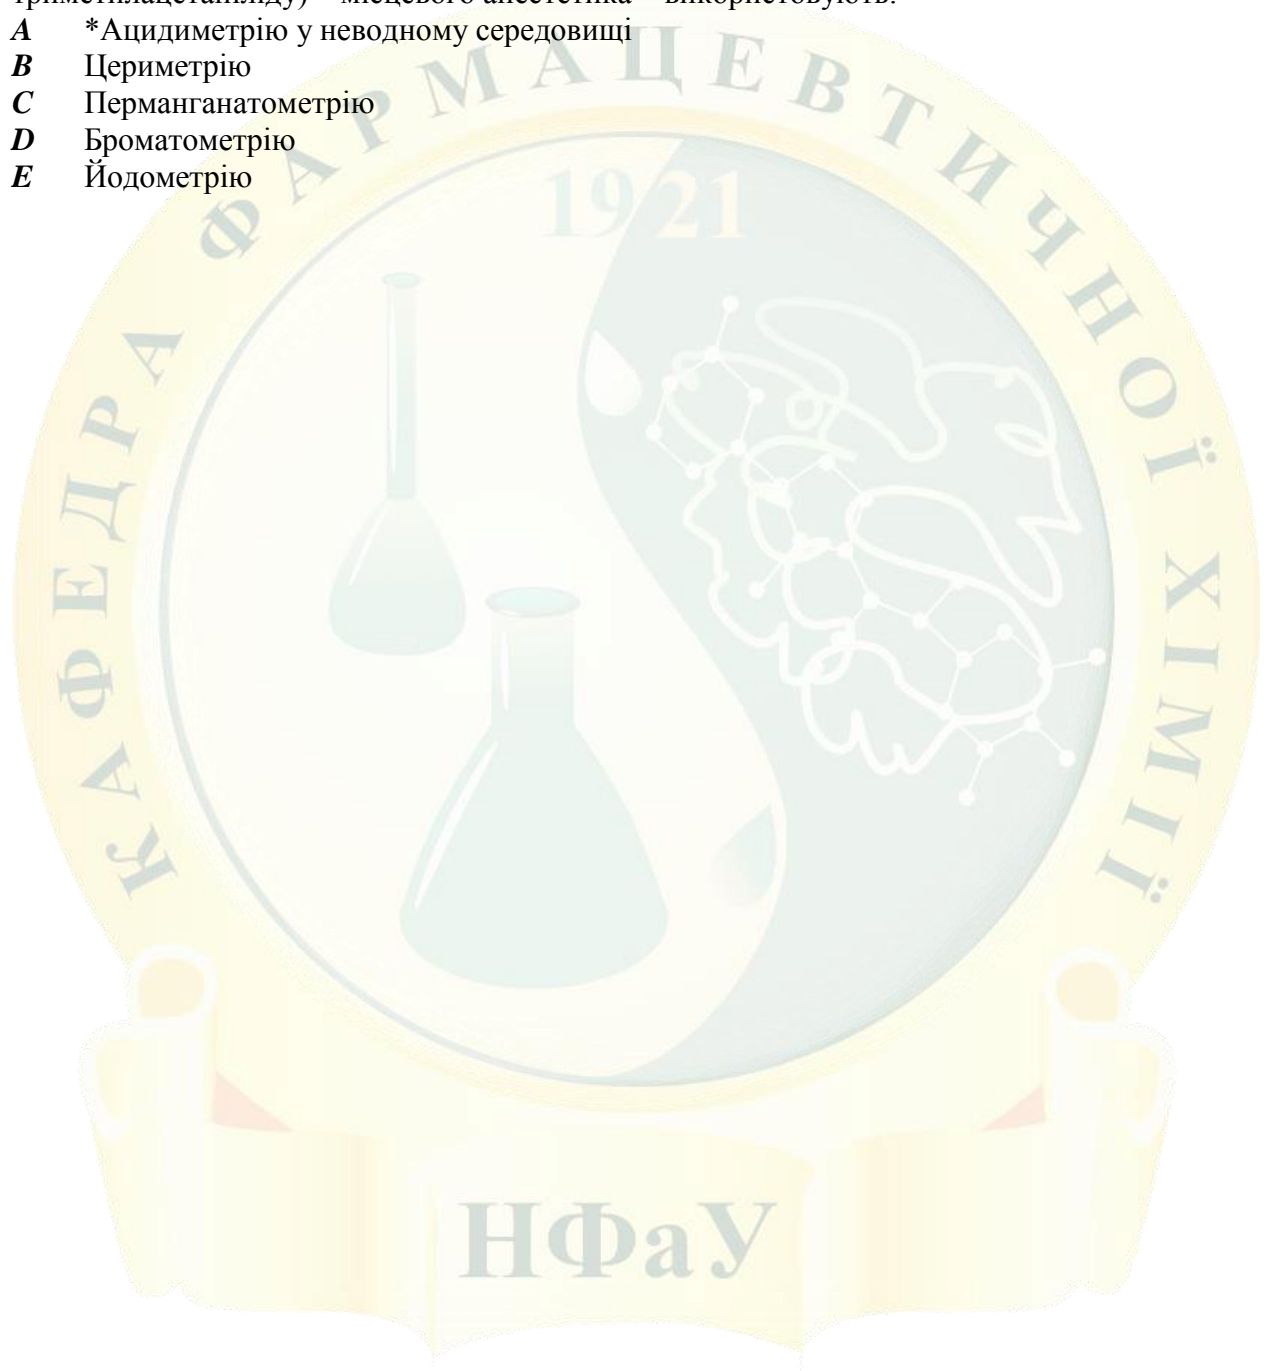 триметилацетаніліду) – місцевого анестетика – використовують:
A *Ацидиметрію у неводному середовищі
B Цериметрію
C Перманганатометрію
D Броматометрію
E Йодометрію
КАФЕДРА ФАРМАЦЕВТИЧНОЇ ХІМІЇ
1921
НФаУ